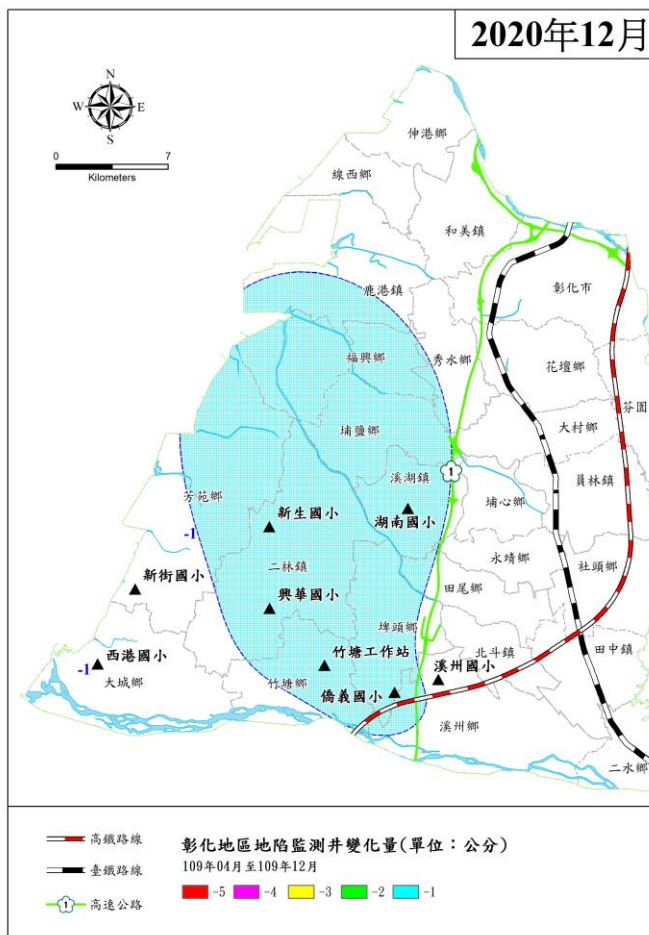 2020年12月
N
W
E
S
0
7
Kilometers
伸港鄉
線西鄉
和美鎮
鹿港鎮
彰化市
福興鄉
秀水鄉
花壇鄉
芬園
埔鹽鄉
大村鄉
溪湖鎮
員林鎮
1
芳苑鄉
湖南國小
埔心鄉
新生國小
-1
永靖鄉
二林鎮
社頭鄉
新街國小
田尾鄉
興華國小
埤頭鄉
北斗鎮
田中鎮
竹塘工作站
西港國小
-1
溪州國小
大城鄉
竹塘鄉
僑義國小
溪州鄉
二水鄉
高鐵路線
臺鐵路線
1
高速公路
彰化地區地陷監測井變化量(單位：公分)
109年04月至109年12月
-5
-4
-3
-2
-1